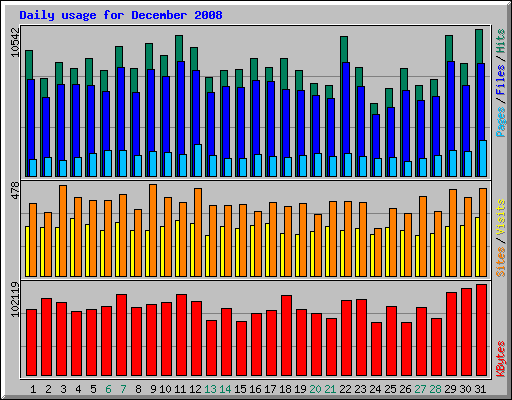 Daily usage for December 2008
10542
Pages / Files / Hits
478
Sites / Visits
102119
KBytes
1 2 3 4 5 6 7 8 9 10 11 12 13 14 15 16 17 18 19 20 21 22 23 24 25 26 27 28 29 30 31